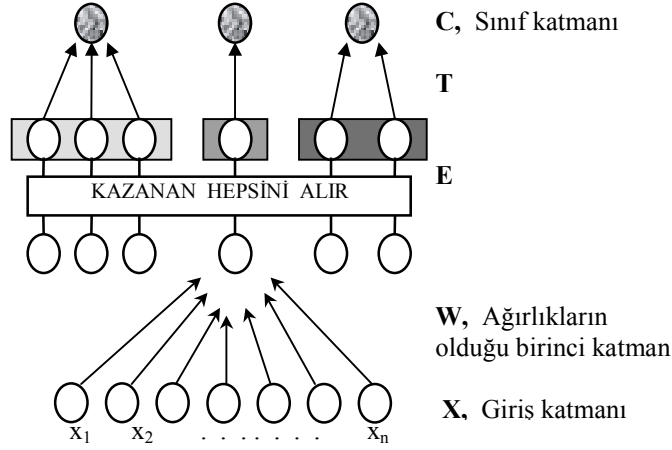 C, Sınıf katmanı
T
E
KAZANAN HEPSİNİ ALIR
W, Ağırlıkların
olduğu birinci katman
X, Giriş katmanı
x1 x2 . . . . . . . xn